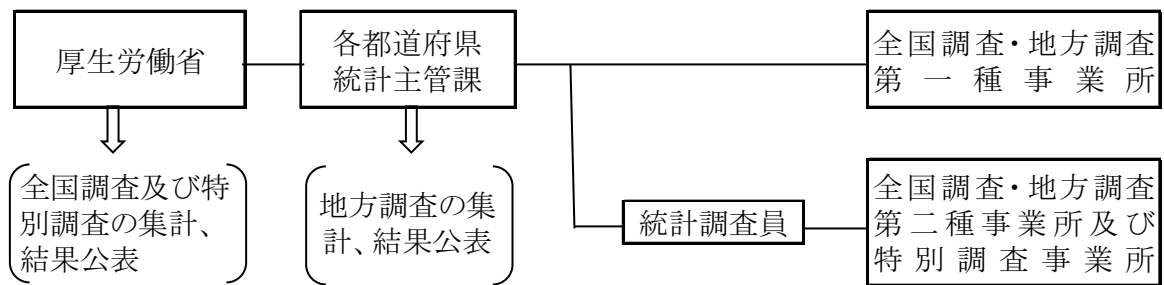 厚生労働省
各都道府県
統計主管課
全国調査・地方調査
第一種事業所
全国調査及び特
別調査の集計、
結果公表
地方調査の集
計、結果公表
統計調査員
全国調査・地方調査
第二種事業所及び
特別調査事業所